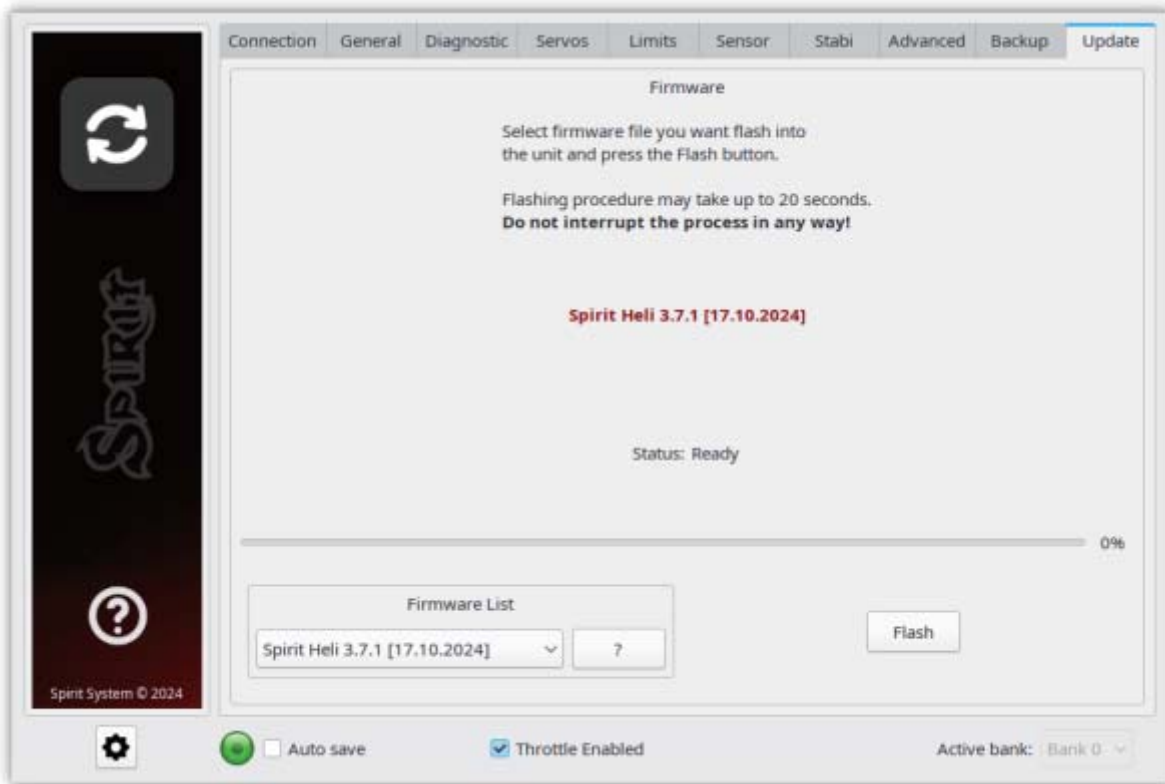 Connection General Diagnostic Servos Limits Sensor Stabi Advanced Backup Update
Firmware
Select firmware file you want flash into
the unit and press the Flash button.
Flashing procedure may take up to 20 seconds.
Do not interrupt the process in any way!
Spirit Heli 3.7.1 [17.10.2024]
Status: Ready
0%
Firmware List
Spirit Heli 3.7.1 [17.10.2024] ?
Flash
Spirit
?
Spirit System © 2024
Auto save Throttle Enabled Active bank: Bank 0